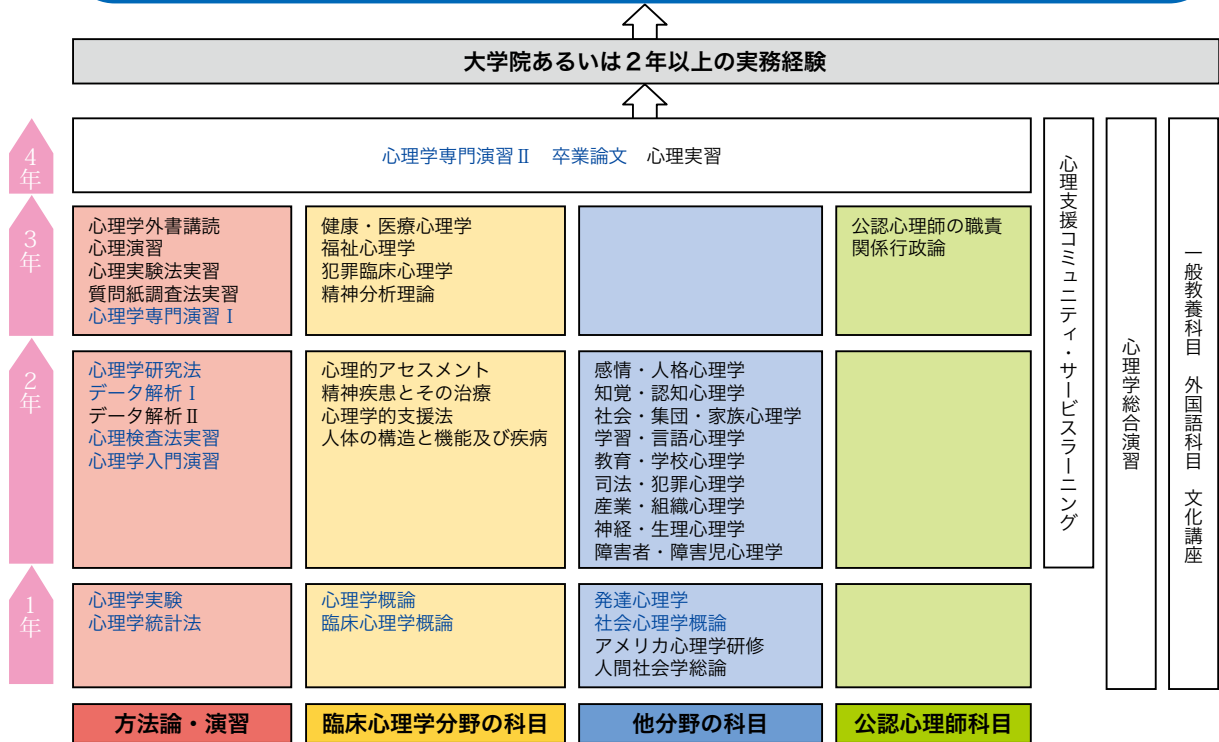 大学院あるいは2年以上の実務経験
4年
心理学専門演習Ⅱ 卒業論文 心理実習
3年
心理学外書講読
心理演習
心理実験法実習
質問紙調査法実習
心理学専門演習Ⅰ
健康・医療心理学
福祉心理学
犯罪臨床心理学
精神分析理論
公認心理師の職責
関係行政論
2年
心理学研究法
データ解析Ⅰ
データ解析Ⅱ
心理検査法実習
心理学入門演習
心理的アセスメント
精神疾患とその治療
心理学的支援法
人体の構造と機能及び疾病
感情・人格心理学
知覚・認知心理学
社会・集団・家族心理学
学習・言語心理学
教育・学校心理学
司法・犯罪心理学
産業・組織心理学
神経・生理心理学
障害者・障害児心理学
1年
心理学実験
心理学統計法
心理学概論
臨床心理学概論
発達心理学
社会心理学概論
アメリカ心理学研修
人間社会学総論
方法論・演習
臨床心理学分野の科目
他分野の科目
公認心理師科目
心理支援コミュニティ・サービスラーニング
心理学総合演習
一般教養科目 外国語科目 文化講座